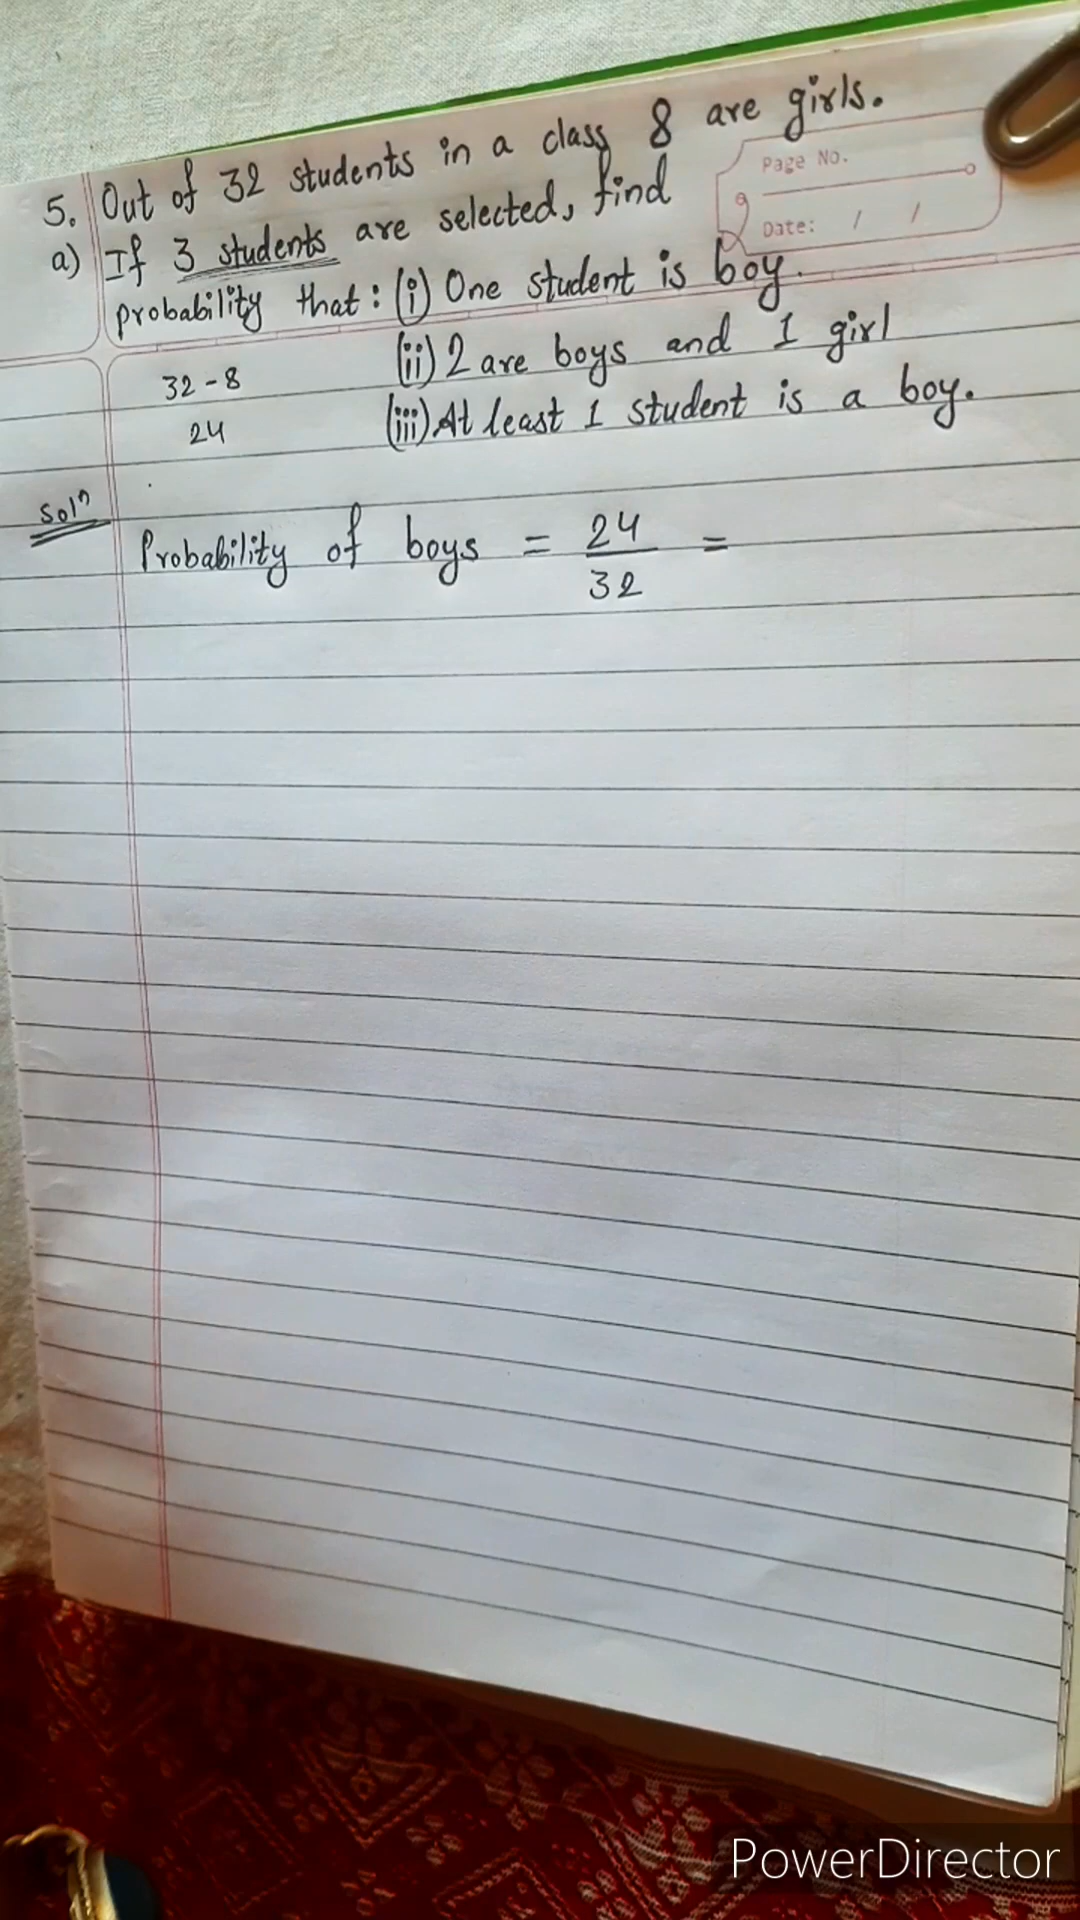 5. Out of 32 students in a class 8 are girls.
Page No.
a) If 3 students are selected, find
Date: / /
probability that : (i) One student is boy.
(ii) 2 are boys and 1 girl
32 - 8
(iii) At least 1 student is a boy.
24
Solⁿ
Probability of boys = 24/32 =
PowerDirector